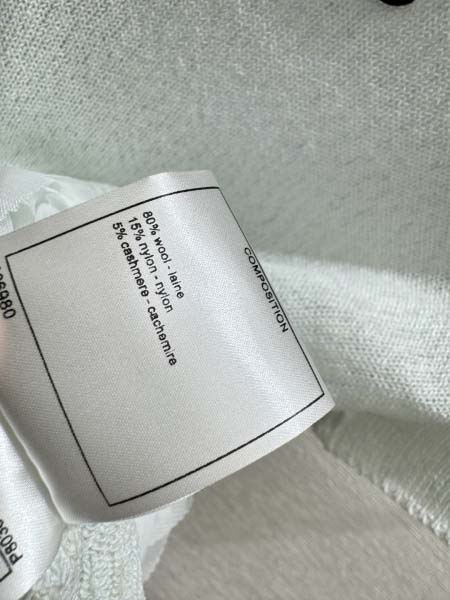 COMPOSITION
80% wool - laine
15% nylon - nylon
5% cashmere - cachemire